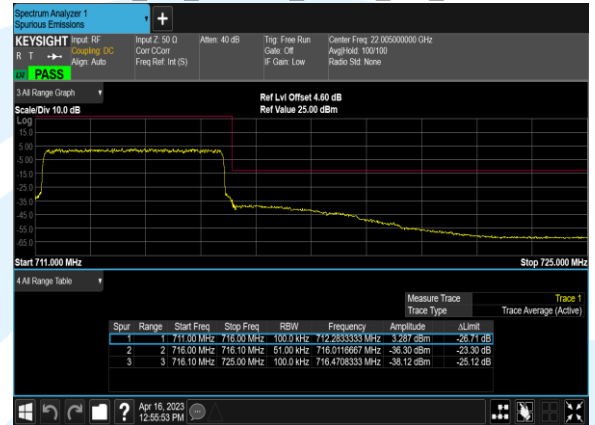 Spectrum Analyzer 1
Spurious Emissions
KEYSIGHT Input: RF Input Z: 50 Ω Atten: 40 dB Trig: Free Run Center Freq: 22.005000000 GHz
R T Coupling: DC Corr CCorr Gate: Off Avg|Hold: 100/100
Align: Auto Freq Ref: Int (S) IF Gain: Low Radio Std: None
PASS
3 All Range Graph
Ref Lvl Offset 4.60 dB
Scale/Div 10.0 dB Ref Value 25.00 dBm
Log
15.0
5.00
-5.00
-15.0
-25.0
-35.0
-45.0
-55.0
-65.0
Start 711.000 MHz Stop 725.000 MHz
4 All Range Table
Measure Trace Trace 1
Trace Type Trace Average (Active)
Spur Range Start Freq Stop Freq RBW Frequency Amplitude ΔLimit
1 1 711.00 MHz 716.00 MHz 100.0 kHz 712.2833333 MHz 3.287 dBm -26.71 dB
2 2 716.00 MHz 716.10 MHz 51.00 kHz 716.0116667 MHz -36.30 dBm -23.30 dB
3 3 716.10 MHz 725.00 MHz 100.0 kHz 716.4708333 MHz -38.12 dBm -25.12 dB
? Apr 16, 2023
12:55:53 PM